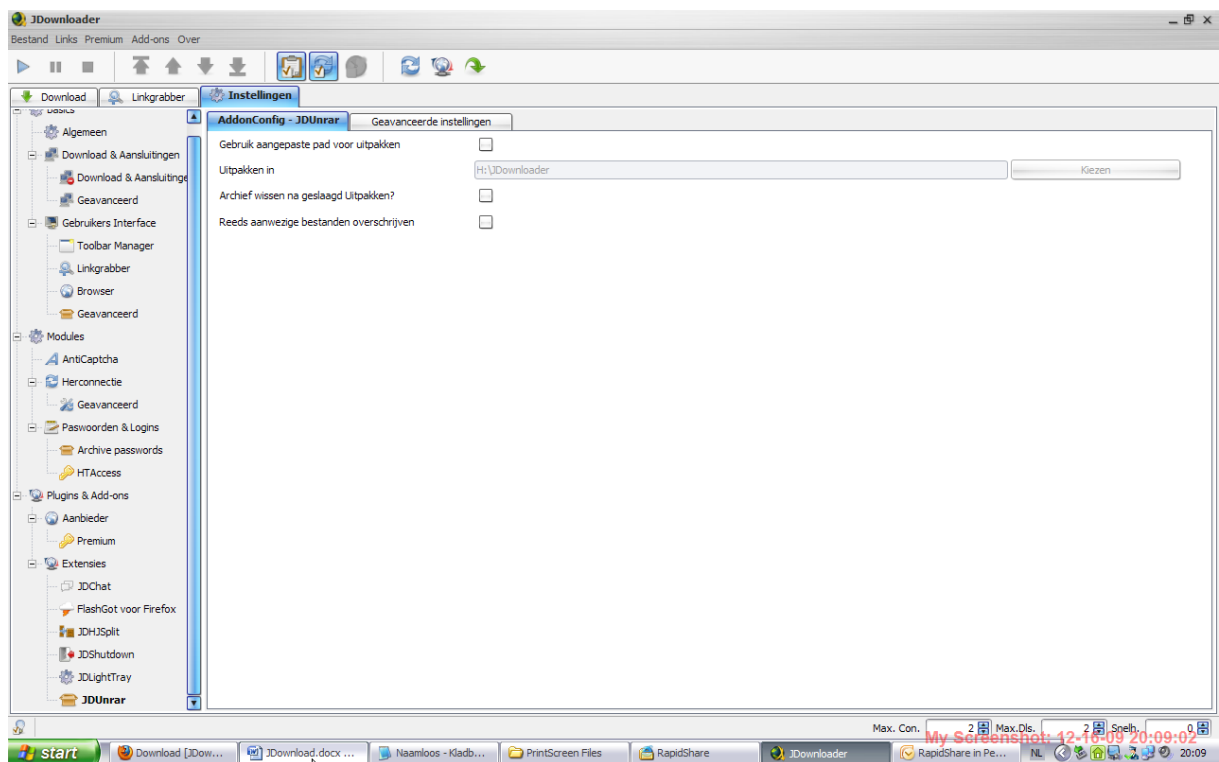 JDownloader
Bestand Links Premium Add-ons Over
Download
Linkgrabber
Instellingen
Basics
Algemeen
Download & Aansluitingen
Download & Aansluitinge
Geavanceerd
Gebruikers Interface
Toolbar Manager
Linkgrabber
Browser
Geavanceerd
Modules
AntiCaptcha
Herconnectie
Geavanceerd
Paswoorden & Logins
Archive passwords
HTAccess
Plugins & Add-ons
Aanbieder
Premium
Extensies
JDChat
FlashGot voor Firefox
JDHJSplit
JDShutdown
JDLightTray
JDUnrar
AddonConfig - JDUnrar
Geavanceerde instellingen
Gebruik aangepaste pad voor uitpakken
Uitpakken in
H:\JDownloader
Kiezen
Archief wissen na geslaagd Uitpakken?
Reeds aanwezige bestanden overschrijven
Max. Con. 2 Max.Dls. 2 Spelh. 0
My Screenshot: 12-16-09 20:09:02
start
Download [JDow...
JDownload.docx ...
Naamloos - Kladb...
PrintScreen Files
RapidShare
JDownloader
RapidShare in Pe...
NL
20:09